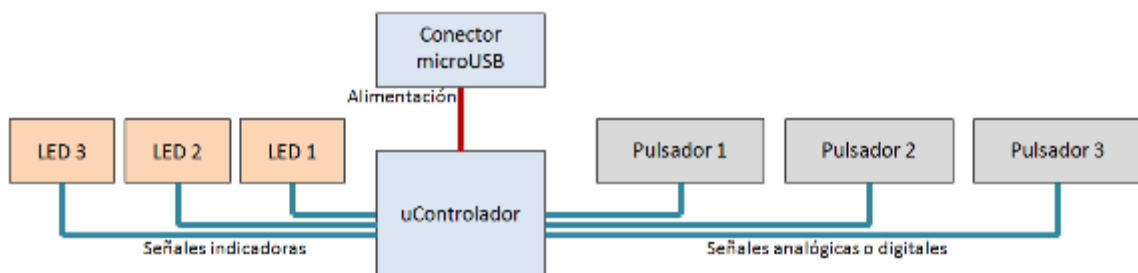 Conector
microUSB
Alimentación
LED 3
LED 2
LED 1
Pulsador 1
Pulsador 2
Pulsador 3
uControlador
Señales indicadoras
Señales analógicas o digitales